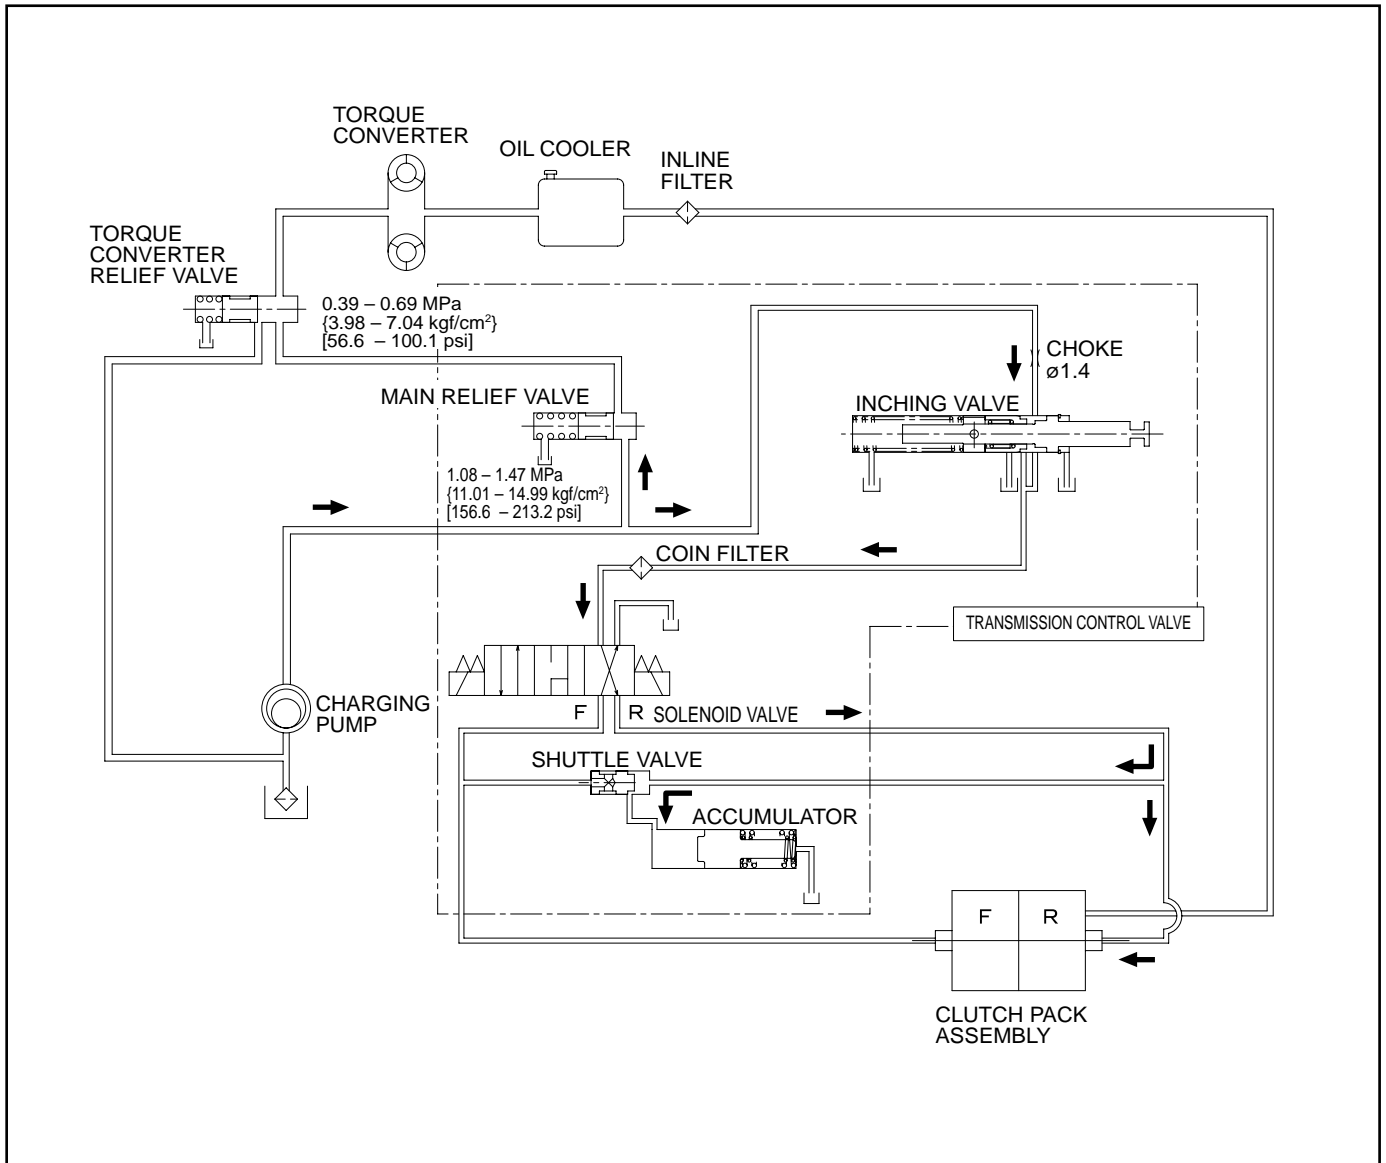 TORQUE
CONVERTER
OIL COOLER
INLINE
FILTER
TORQUE
CONVERTER
RELIEF VALVE
0.39 – 0.69 MPa
{3.98 – 7.04 kgf/cm²}
[56.6 – 100.1 psi]
CHOKE
ø1.4
MAIN RELIEF VALVE
INCHING VALVE
1.08 – 1.47 MPa
{11.01 – 14.99 kgf/cm²}
[156.6 – 213.2 psi]
COIN FILTER
TRANSMISSION CONTROL VALVE
CHARGING
PUMP
F R SOLENOID VALVE
SHUTTLE VALVE
ACCUMULATOR
F R
CLUTCH PACK
ASSEMBLY